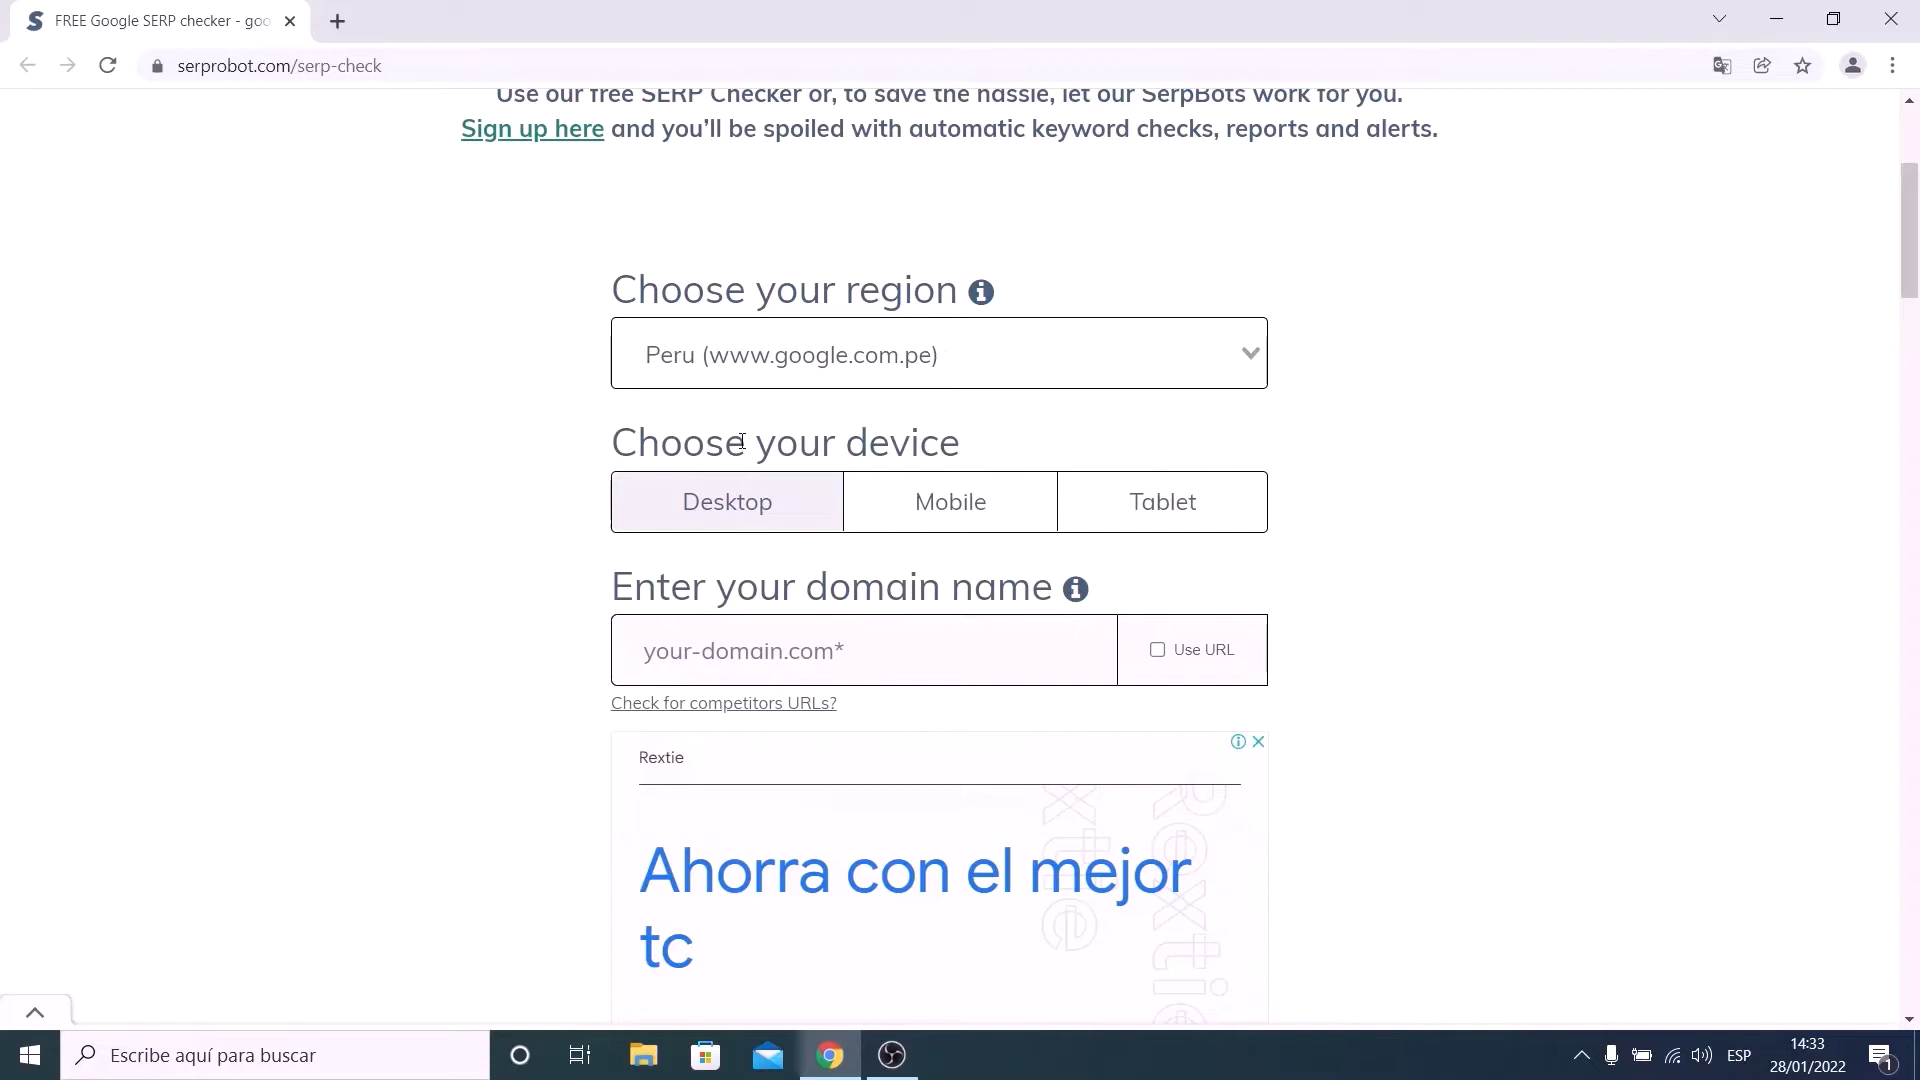 FREE Google SERP checker - goo
serprobot.com/serp-check
Use our free SERP Checker or, to save the hassle, let our SerpBots work for you.
Sign up here and you’ll be spoiled with automatic keyword checks, reports and alerts.
Choose your region
Peru (www.google.com.pe)
Choose your device
Desktop Mobile Tablet
Enter your domain name
your-domain.com* Use URL
Check for competitors URLs?
Rextie
Rextie
Ahorra con el mejor
tc
Escribe aquí para buscar
ESP
14:33
28/01/2022
1